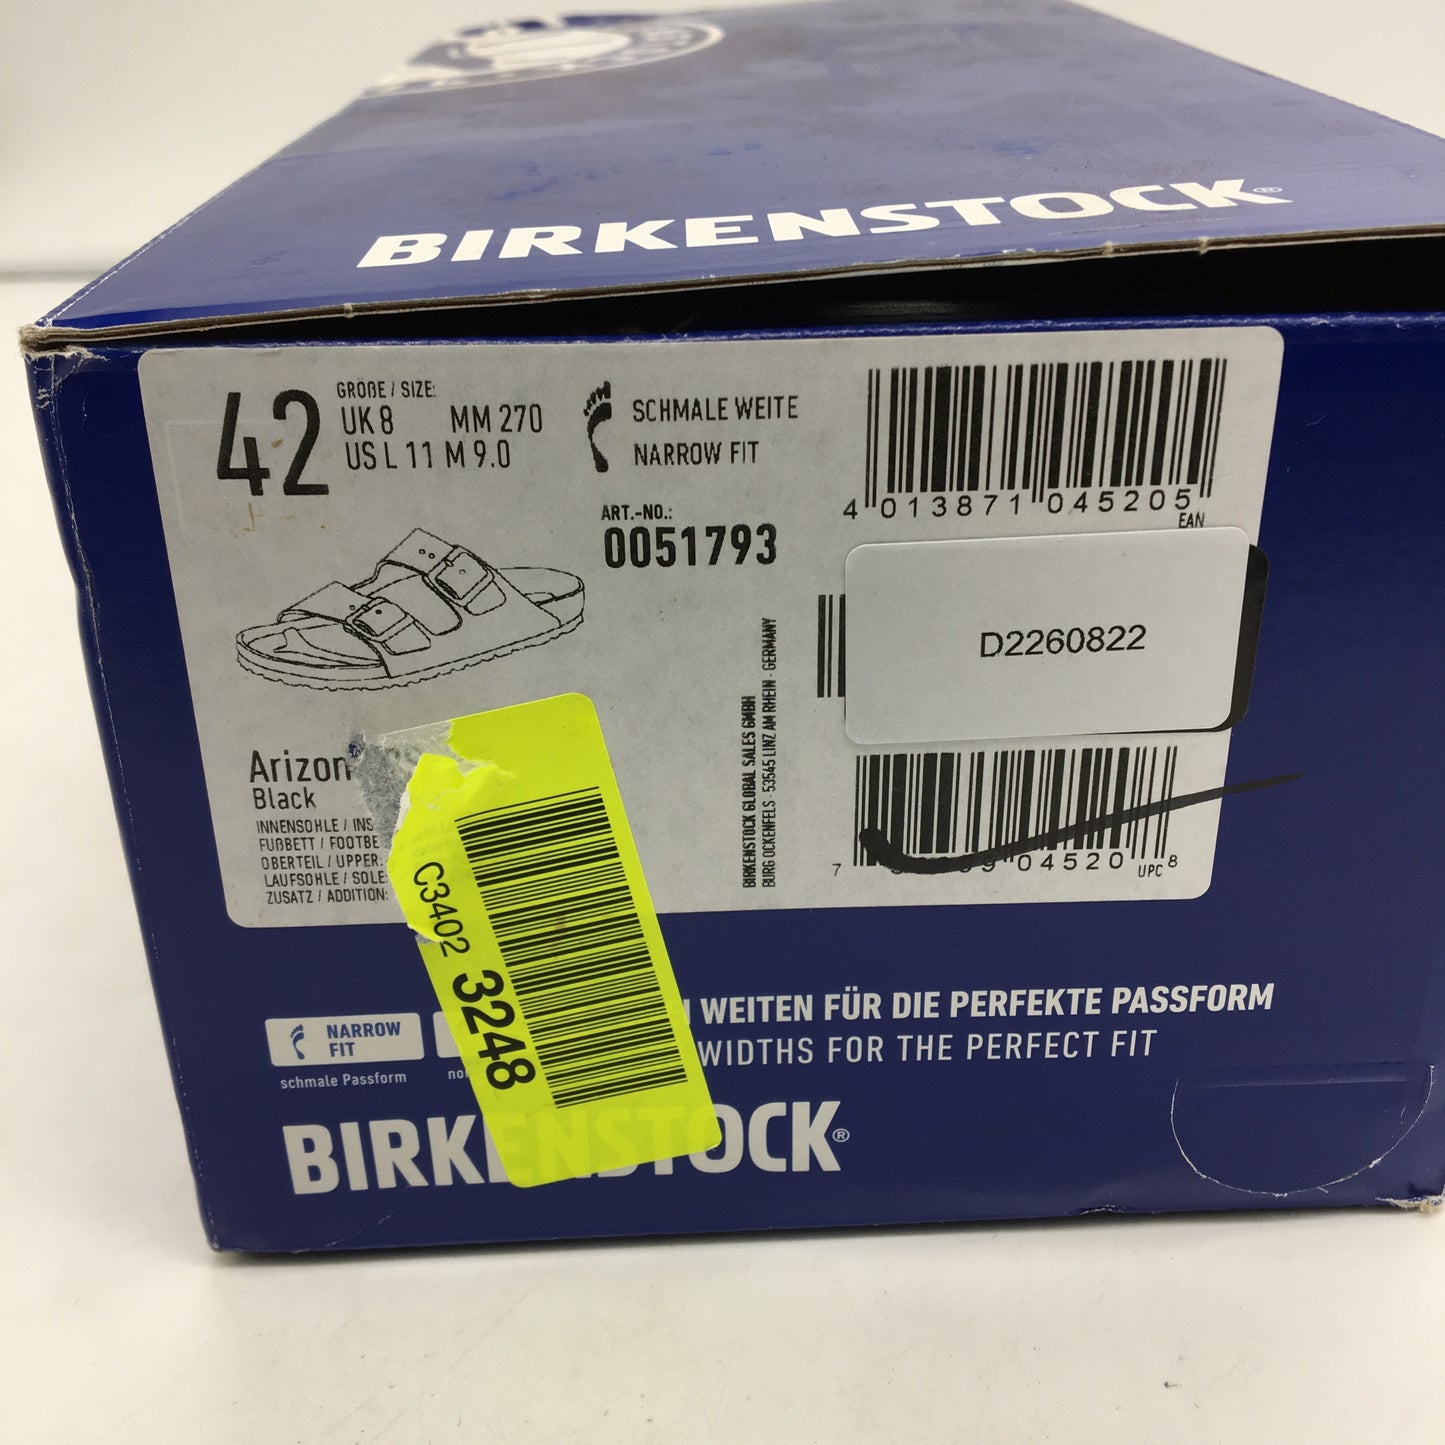 BIRKENSTOCK®
42
GRÖßE / SIZE:
UK 8 MM 270
US L 11 M 9.0
SCHMALE WEITE
NARROW FIT
ART.-NO.:
0051793
4 013871 045205
EAN
D2260822
BIRKENSTOCK GLOBAL SALES GMBH
BURG OCKENFELS · 53545 LINZ AM RHEIN · GERMANY
04520 8
UPC
Black
INNENSOHLE /
FUßBETT /
OBERTEIL / UPPER:
LAUFSOHLE / SOLE:
ZUSATZ / ADDITION:
C3402 3248
NARROW
FIT
schmale Passform
WEITEN FÜR DIE PERFEKTE PASSFORM
WIDTHS FOR THE PERFECT FIT
BIRKENSTOCK®